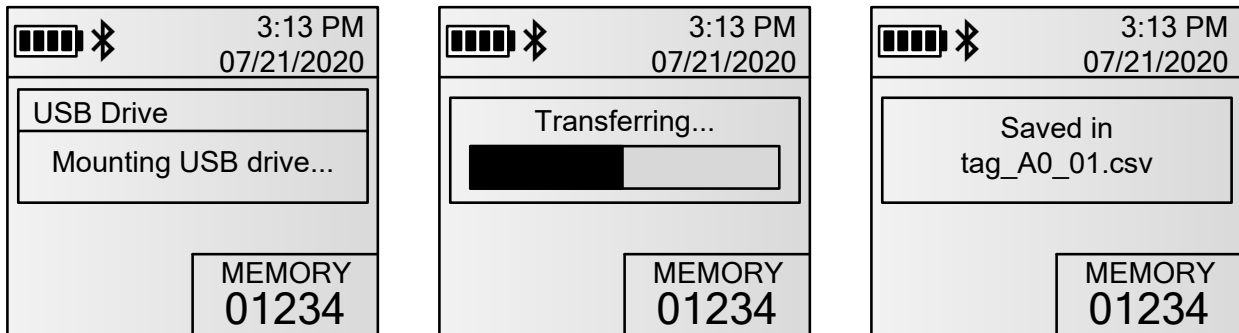 3:13 PM
07/21/2020
USB Drive
Mounting USB drive...
MEMORY
01234
3:13 PM
07/21/2020
Transferring...
MEMORY
01234
3:13 PM
07/21/2020
Saved in
tag_A0_01.csv
MEMORY
01234